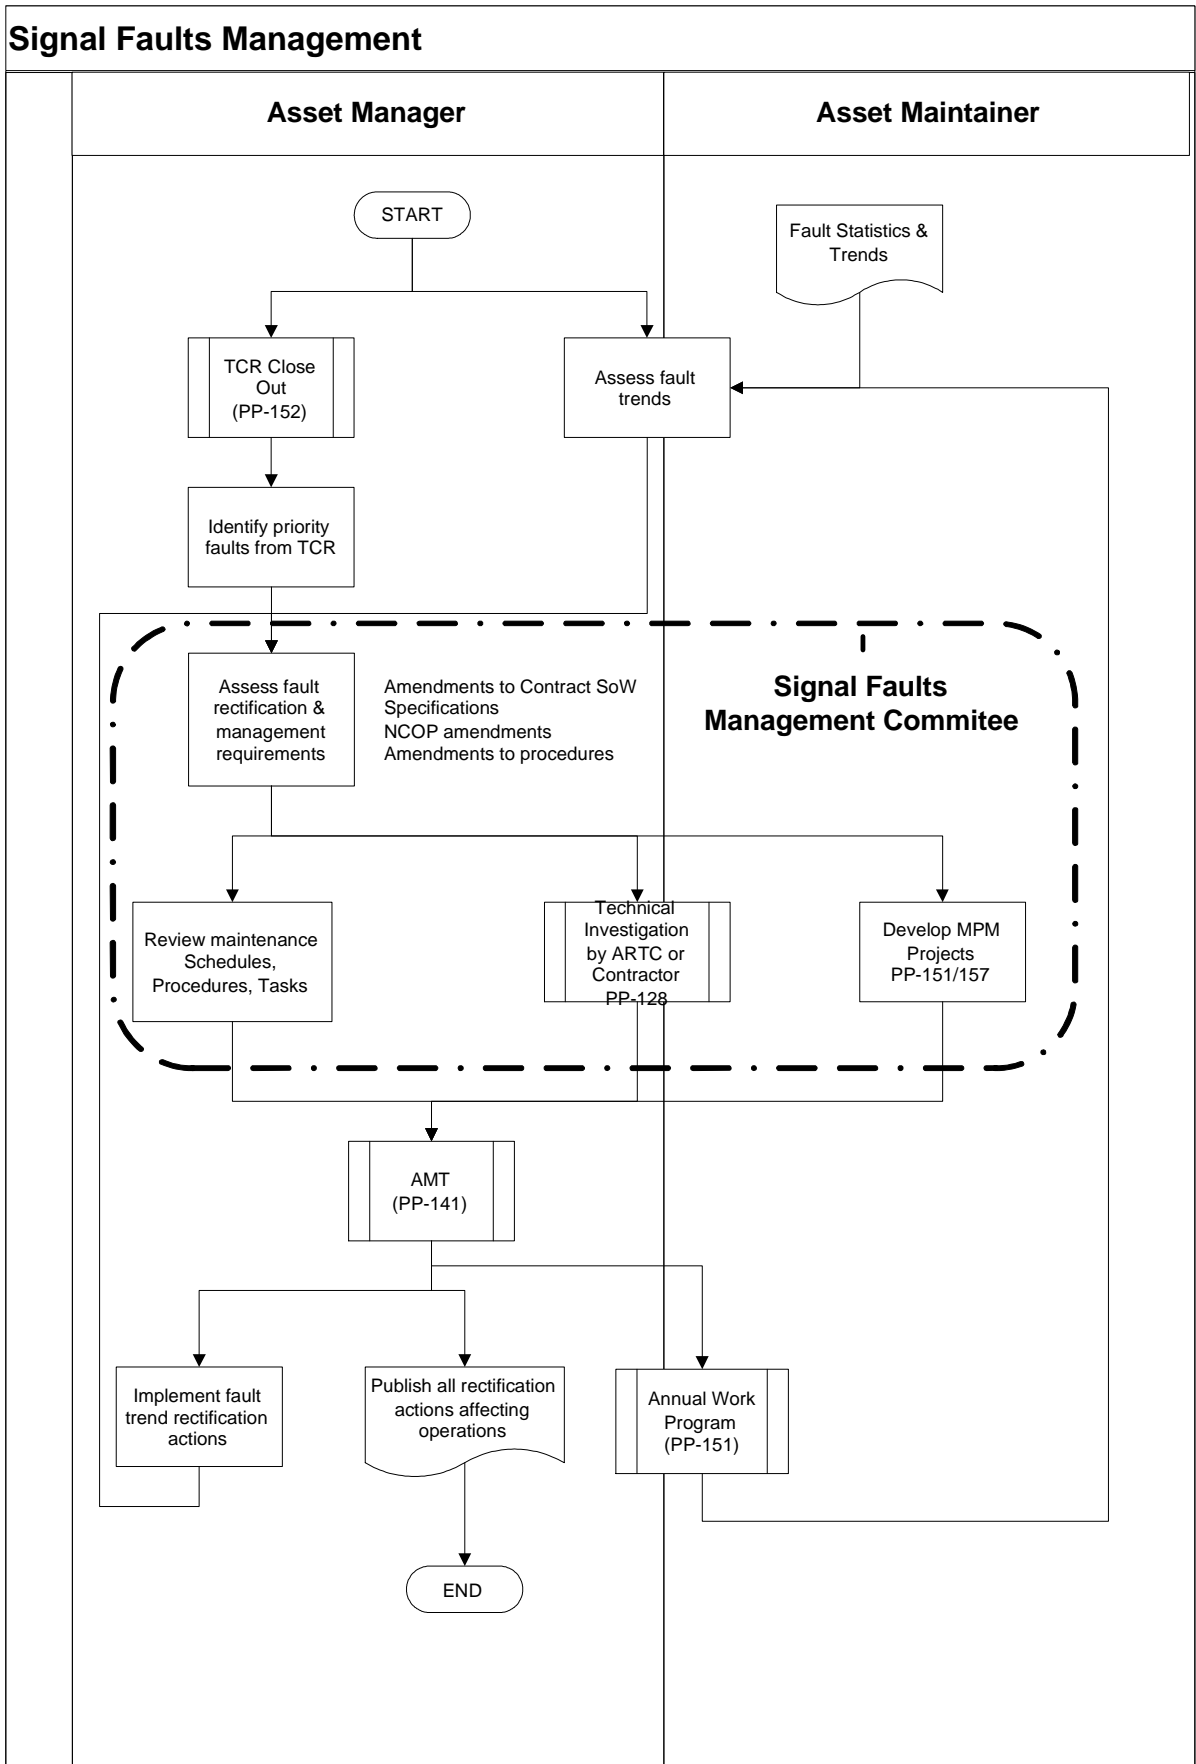 Signal Faults Management
Asset Manager
Asset Maintainer
START
Fault Statistics &
Trends
TCR Close
Out
(PP-152)
Assess fault
trends
Identify priority
faults from TCR
Assess fault
rectification &
management
requirements
Amendments to Contract SoW
Specifications
NCOP amendments
Amendments to procedures
Signal Faults
Management Commitee
Review maintenance
Schedules,
Procedures, Tasks
Technical
Investigation
by ARTC or
Contractor
PP-128
Develop MPM
Projects
PP-151/157
AMT
(PP-141)
Implement fault
trend rectification
actions
Publish all rectification
actions affecting
operations
Annual Work
Program
(PP-151)
END